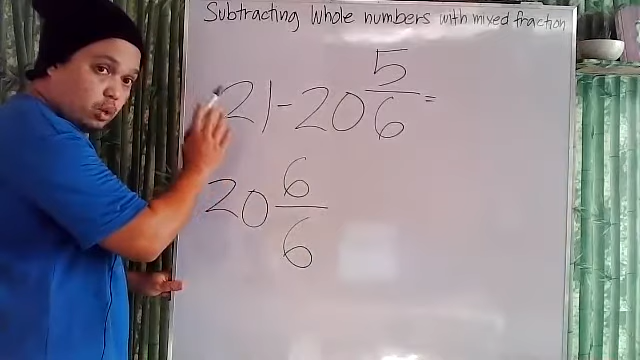 Subtracting Whole numbers with mixed fraction
21 - 20 5/6 =
20 6/6